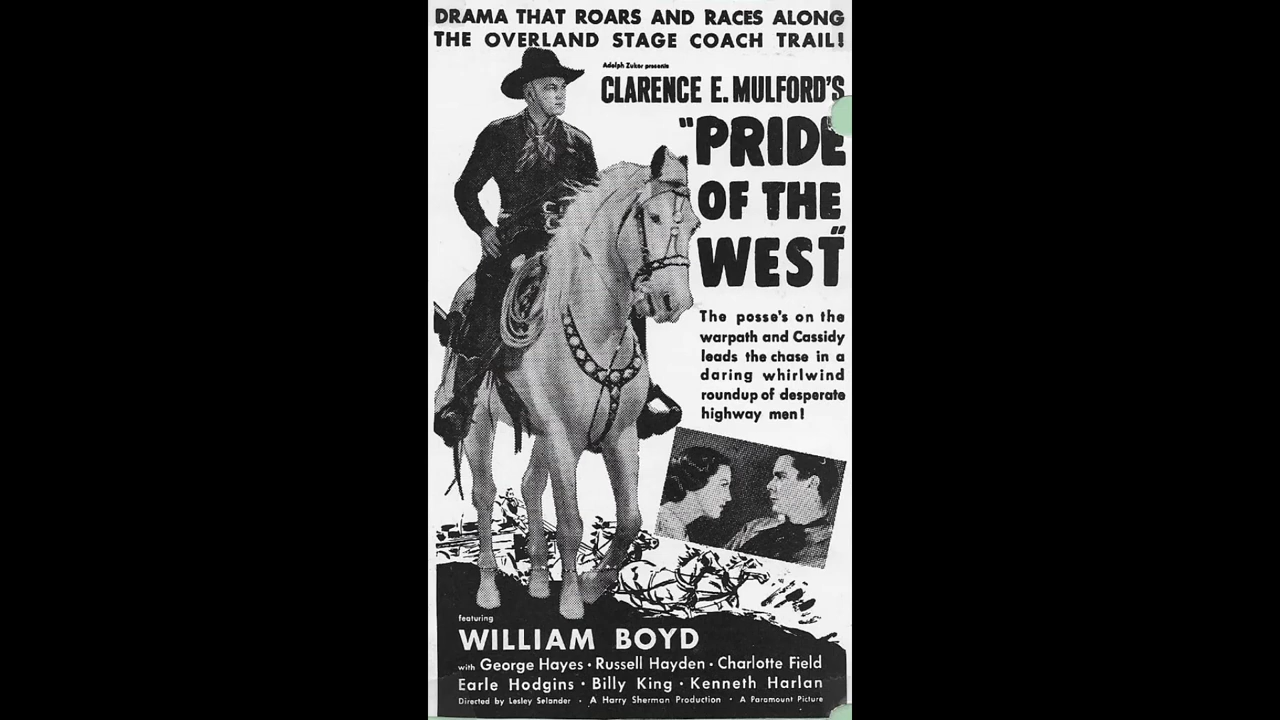 DRAMA THAT ROARS AND RACES ALONG
THE OVERLAND STAGE COACH TRAIL!
Adolph Zukor presents
CLARENCE E. MULFORD'S
"PRIDE
OF THE
WEST"
The posse's on the
warpath and Cassidy
leads the chase in a
daring whirlwind
roundup of desperate
highway men!
featuring
WILLIAM BOYD
with George Hayes · Russell Hayden · Charlotte Field
Earle Hodgins · Billy King · Kenneth Harlan
Directed by Lesley Selander · A Harry Sherman Production · A Paramount Picture